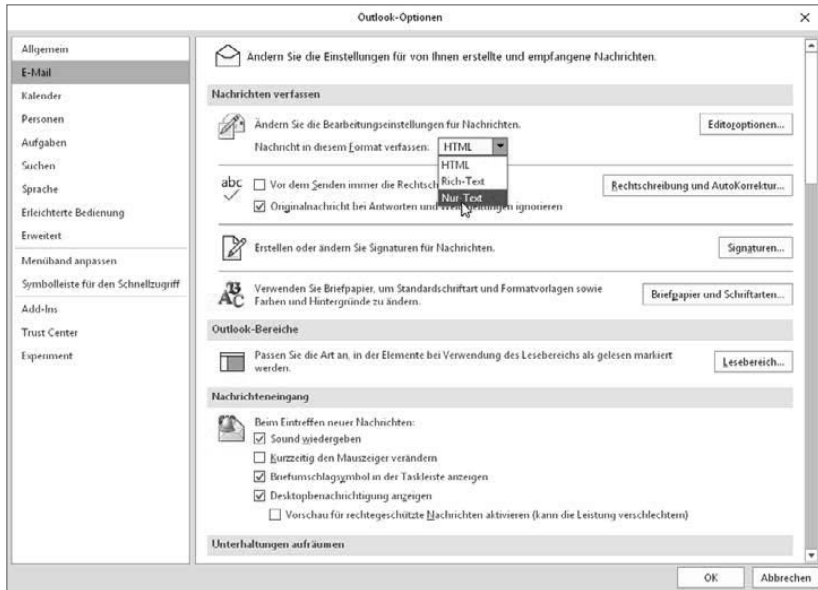 Outlook-Optionen
Allgemein
E-Mail
Kalender
Personen
Aufgaben
Suchen
Sprache
Erleichterte Bedienung
Erweitert
Menüband anpassen
Symbolleiste für den Schnellzugriff
Add-Ins
Trust Center
Experiment
Ändern Sie die Einstellungen für von Ihnen erstellte und empfangene Nachrichten.
Nachrichten verfassen
Ändern Sie die Bearbeitungseinstellungen für Nachrichten.
Editoroptionen...
Nachricht in diesem Format verfassen: HTML
HTML
Rich-Text
Nur-Text
abc
Vor dem Senden immer die Rechtsch
Rechtschreibung und AutoKorrektur...
Originalnachricht bei Antworten und Weiterleitungen ignorieren
Erstellen oder ändern Sie Signaturen für Nachrichten.
Signaturen...
Verwenden Sie Briefpapier, um Standardschriftart und Formatvorlagen sowie
Farben und Hintergründe zu ändern.
Briefpapier und Schriftarten...
Outlook-Bereiche
Passen Sie die Art an, in der Elemente bei Verwendung des Lesebereichs als gelesen markiert
werden.
Lesebereich...
Nachrichteneingang
Beim Eintreffen neuer Nachrichten:
Sound wiedergeben
Kurzzeitig den Mauszeiger verändern
Briefumschlagsymbol in der Taskleiste anzeigen
Desktopbenachrichtigung anzeigen
Vorschau für rechtegeschützte Nachrichten aktivieren (kann die Leistung verschlechtern)
Unterhaltungen aufräumen
OK
Abbrechen